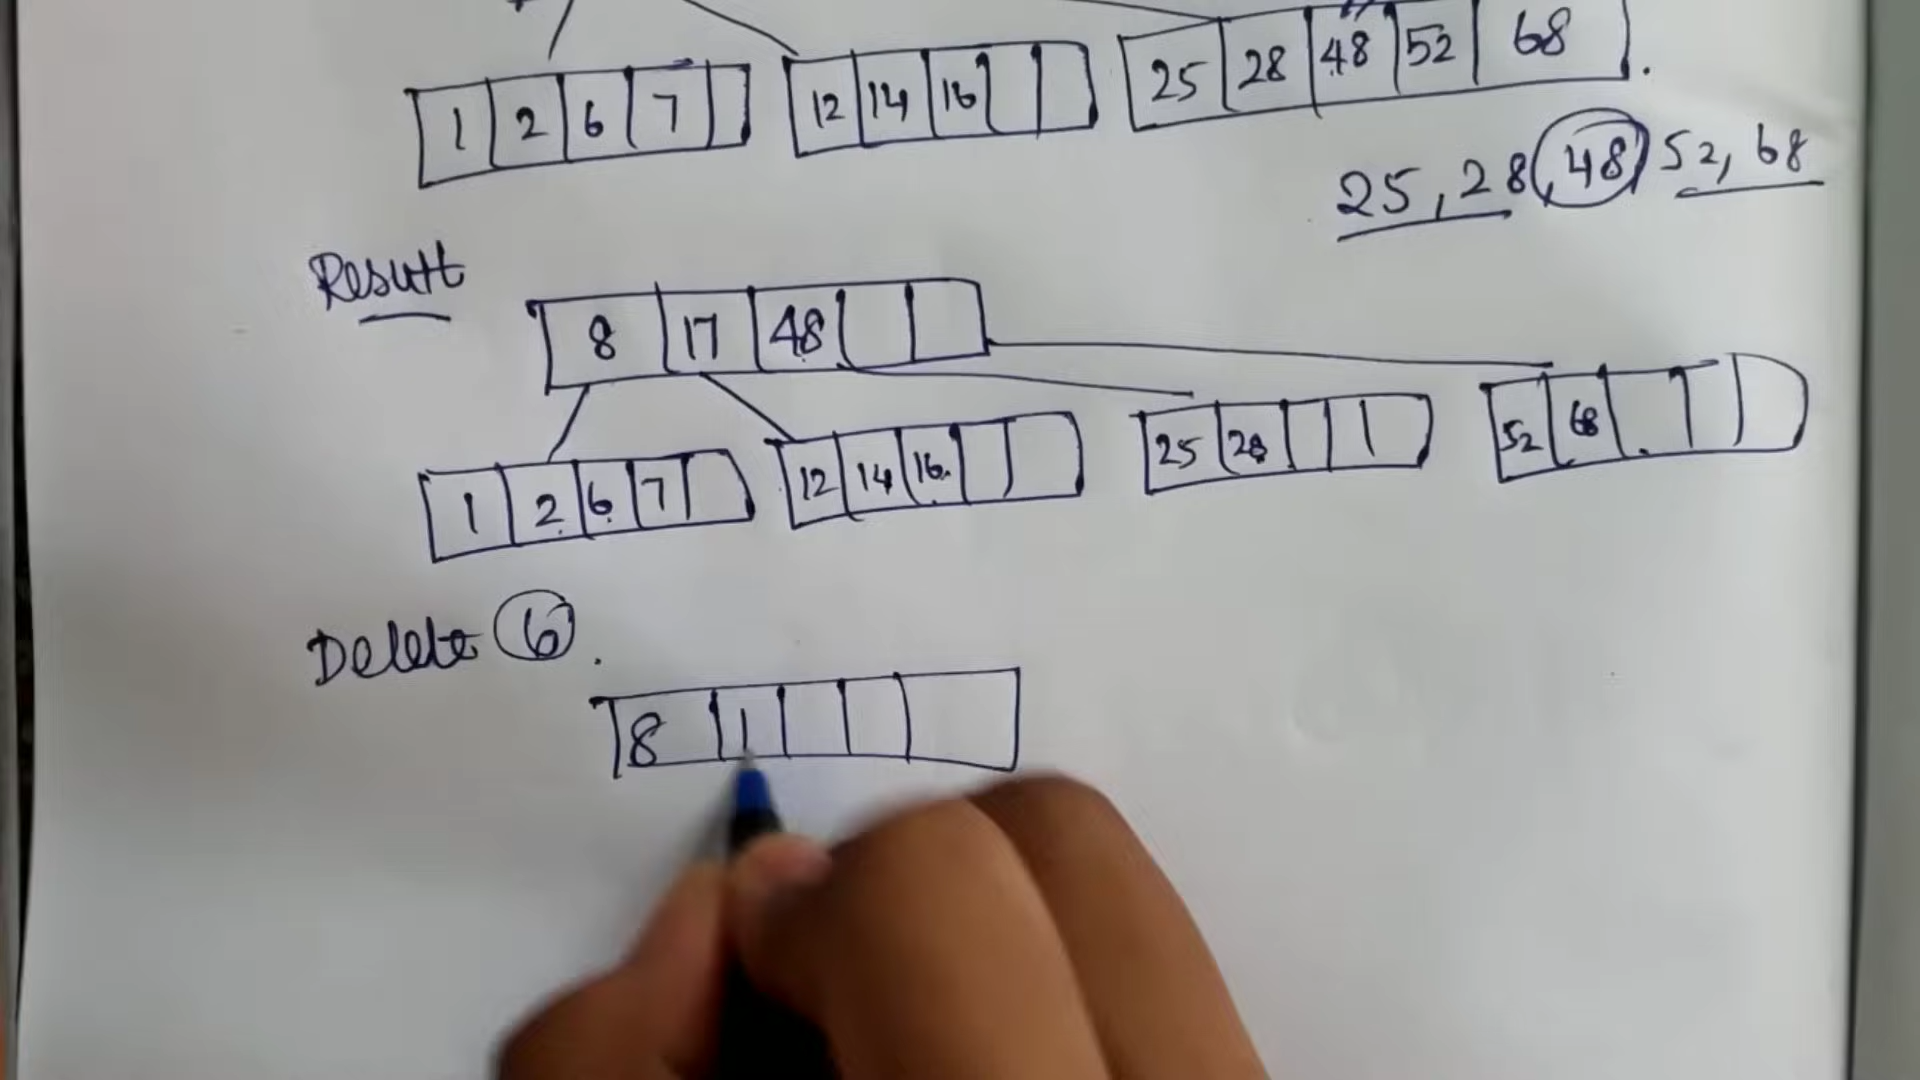 1 2 6 7 12 14 16 25 28 48 52 68
25, 28, 48 52, 68
Result
8 17 48
1 2 6 7 12 14 16 25 28 52 68
Delete 6.
8 1